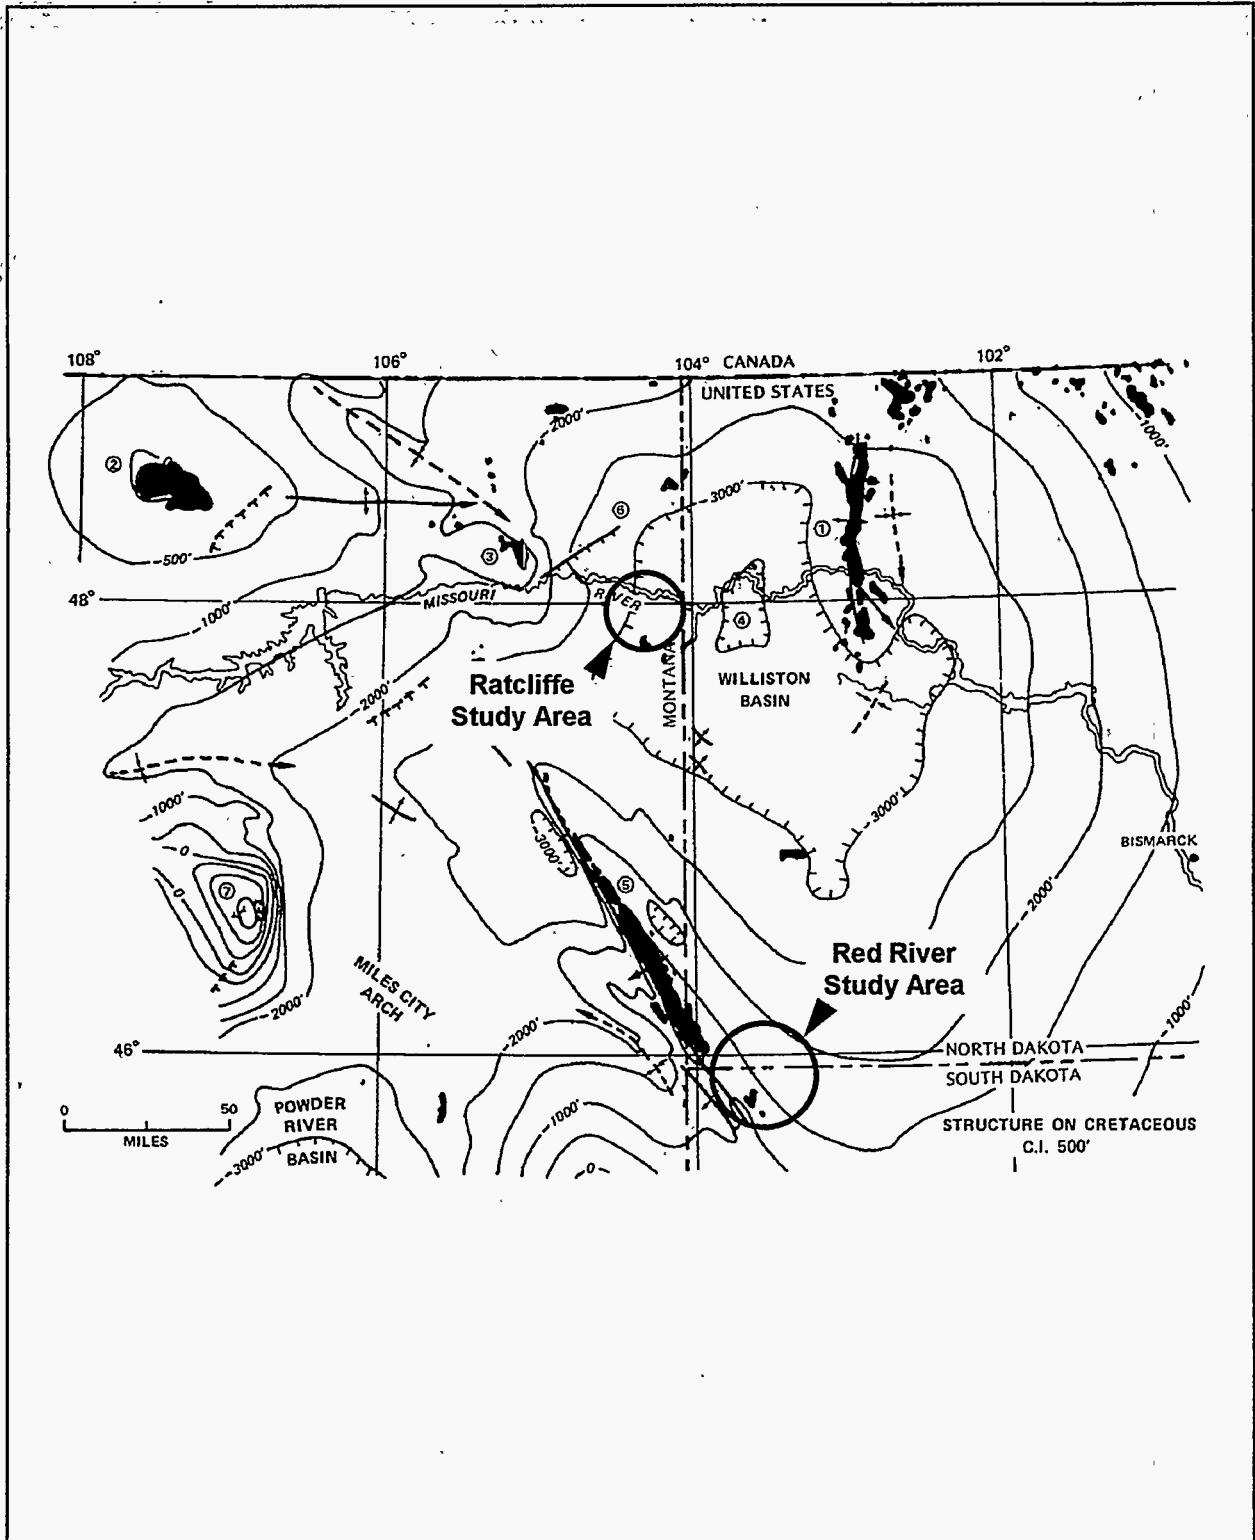 108°
106°
104° CANADA
102°
UNITED STATES
2000'
1000'
②
3000'
⑥
①
500'
③
48°
MISSOURI
RIVER
④
1000'
2000'
Ratcliffe
Study Area
MONTANA
WILLISTON
BASIN
1000'
0
3000'
3000'
BISMARCK
⑦
0
⑤
2000'
Red River
Study Area
MILES CITY
ARCH
2000'
2000'
1000'
46°
NORTH DAKOTA
SOUTH DAKOTA
0 50
MILES
POWDER
RIVER
BASIN
3000'
1000'
0
STRUCTURE ON CRETACEOUS
C.I. 500'